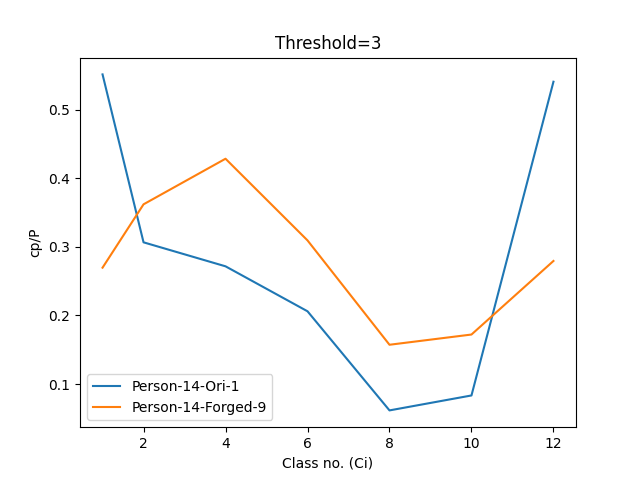 Threshold=3
cp/P
0.5
0.4
0.3
0.2
0.1
Person-14-Ori-1
Person-14-Forged-9
2 4 6 8 10 12
Class no. (Ci)